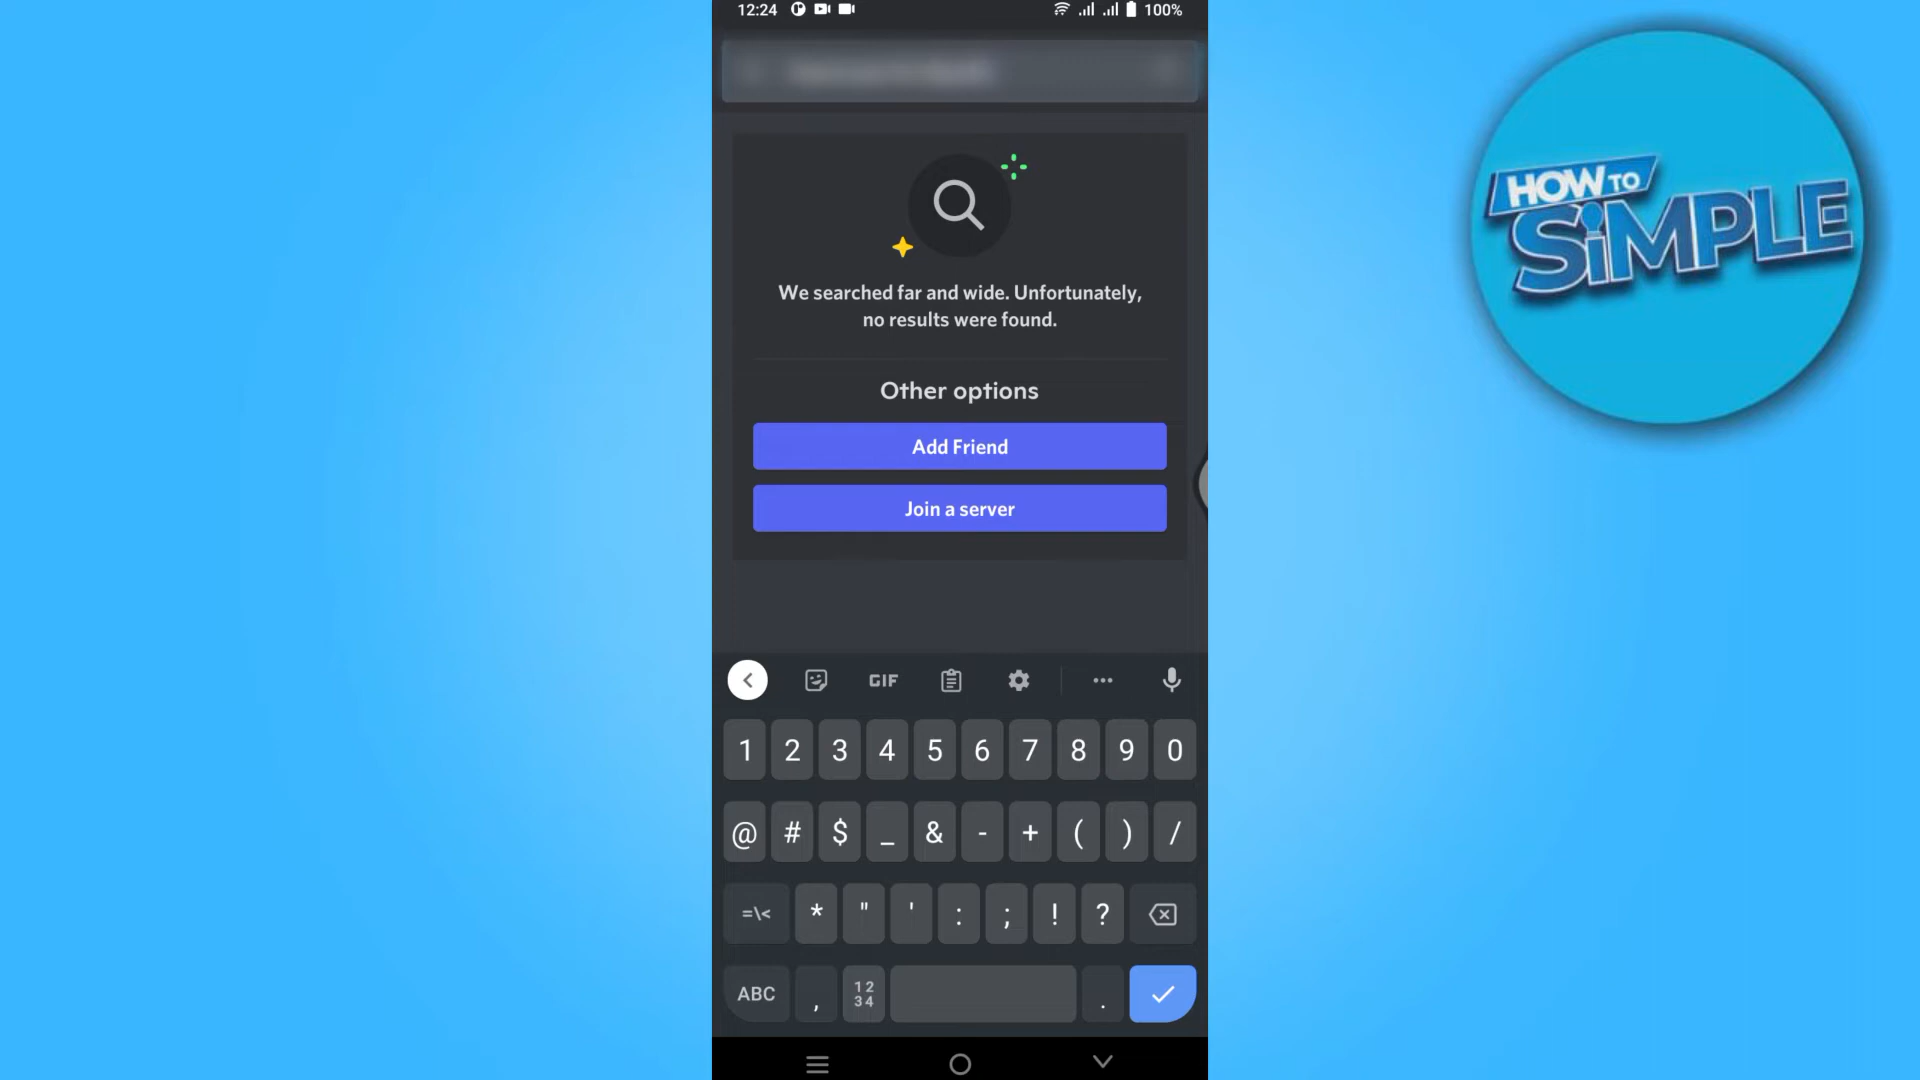 12:24
100%
HOW TO
SiMPLE
We searched far and wide. Unfortunately,
no results were found.
Other options
Add Friend
Join a server
GIF
1 2 3 4 5 6 7 8 9 0
@ # $ _ & - + ( ) /
=\< * " ' : ; ! ?
ABC , 12 34 .